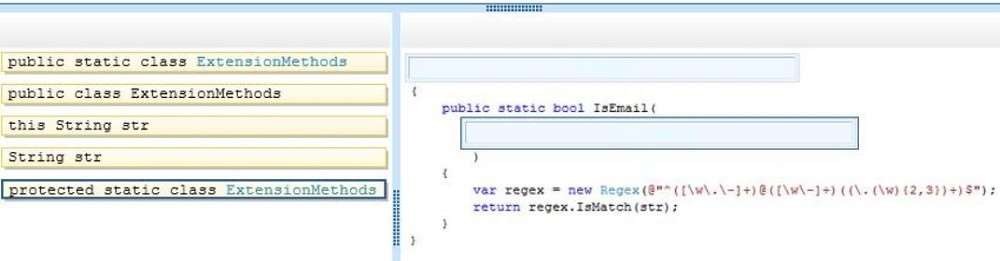 public static class ExtensionMethods
public class ExtensionMethods
this String str
String str
protected static class ExtensionMethods
{
public static bool IsEmail(
)
{
var regex = new Regex(@"^([\w\.\-]+)@([\w\-]+)((\.(\w){2,3})+)$");
return regex.IsMatch(str);
}
}